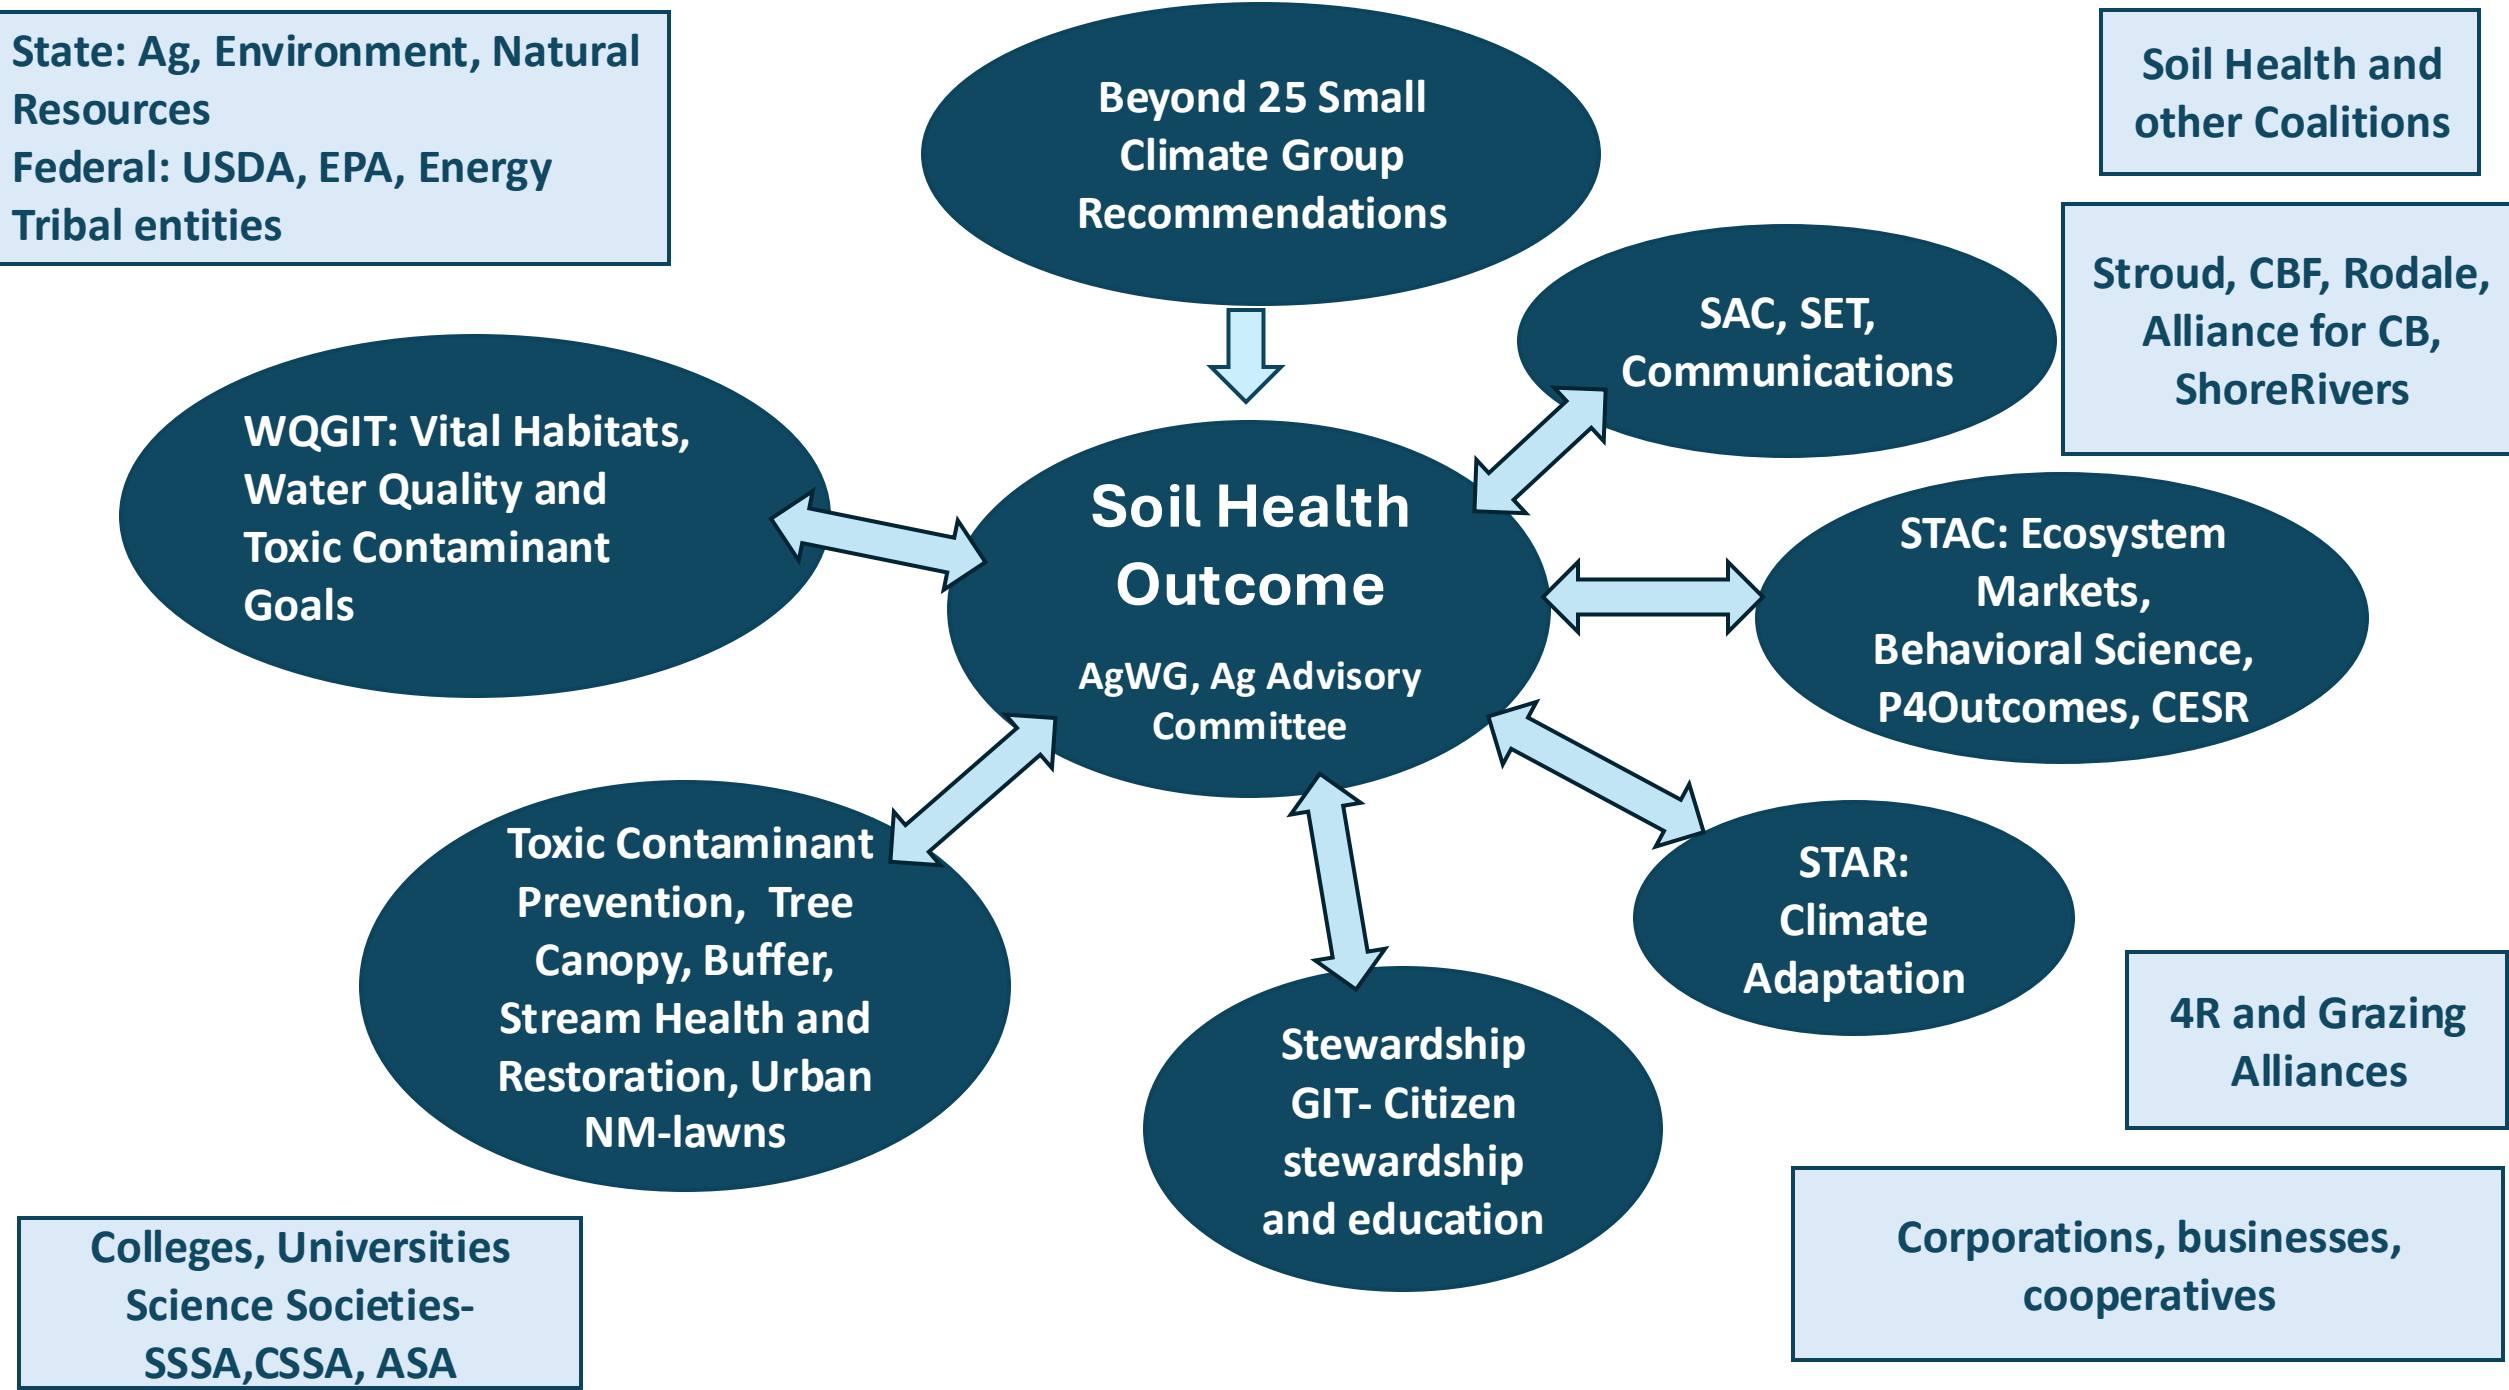 State: Ag, Environment, Natural
Resources
Federal: USDA, EPA, Energy
Tribal entities
Beyond 25 Small
Climate Group
Recommendations
Soil Health and
other Coalitions
Stroud, CBF, Rodale,
Alliance for CB,
ShoreRivers
SAC, SET,
Communications
WQGIT: Vital Habitats,
Water Quality and
Toxic Contaminant
Goals
Soil Health
Outcome
AgWG, Ag Advisory
Committee
STAC: Ecosystem
Markets,
Behavioral Science,
P4Outcomes, CESR
Toxic Contaminant
Prevention,  Tree
Canopy, Buffer,
Stream Health and
Restoration, Urban
NM-lawns
STAR:
Climate
Adaptation
Stewardship
GIT- Citizen
stewardship
and education
4R and Grazing
Alliances
Corporations, businesses,
cooperatives
Colleges, Universities
Science Societies-
SSSA,CSSA, ASA